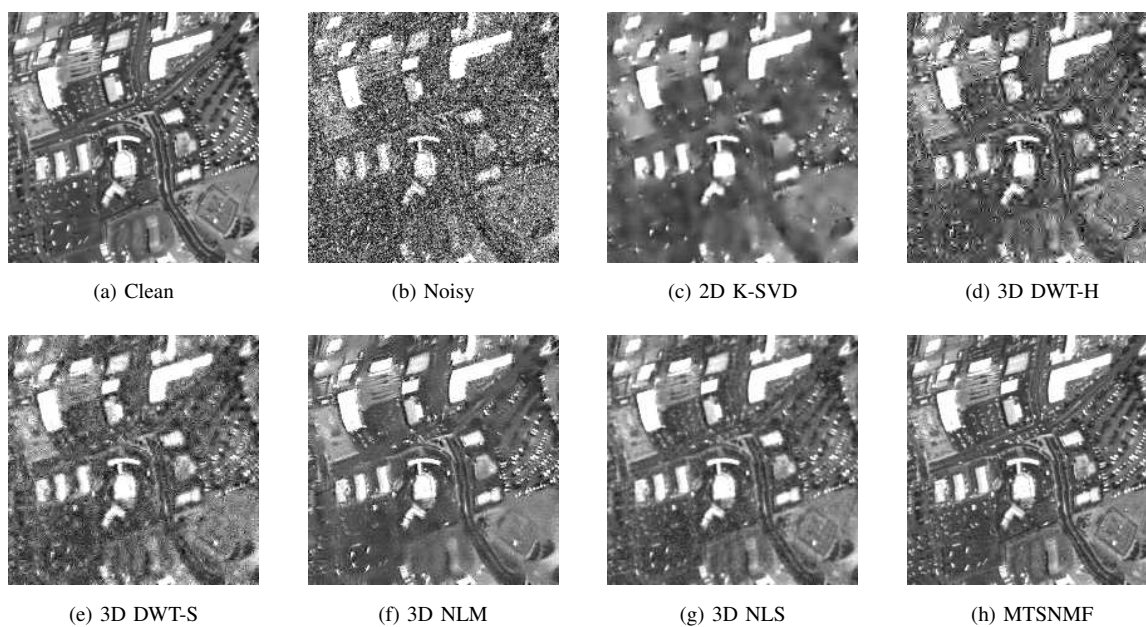 (a) Clean
(b) Noisy
(c) 2D K-SVD
(d) 3D DWT-H
(e) 3D DWT-S
(f) 3D NLM
(g) 3D NLS
(h) MTSNMF